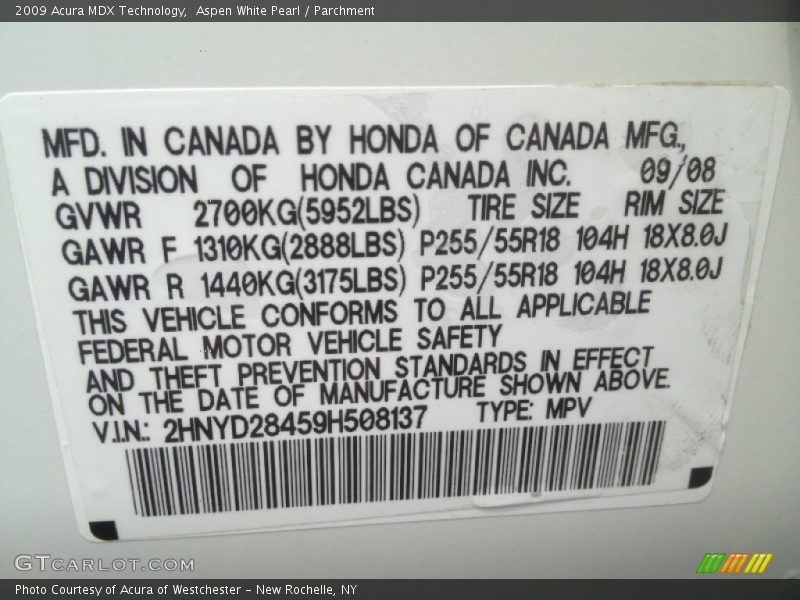 2009 Acura MDX Technology,  Aspen White Pearl / Parchment
MFD. IN CANADA BY HONDA OF CANADA MFG.,
A DIVISION OF HONDA CANADA INC. 09/08
GVWR 2700KG(5952LBS) TIRE SIZE RIM SIZE
GAWR F 1310KG(2888LBS) P255/55R18 104H 18X8.0J
GAWR R 1440KG(3175LBS) P255/55R18 104H 18X8.0J
THIS VEHICLE CONFORMS TO ALL APPLICABLE
FEDERAL MOTOR VEHICLE SAFETY
AND THEFT PREVENTION STANDARDS IN EFFECT
ON THE DATE OF MANUFACTURE SHOWN ABOVE.
V.I.N.: 2HNYD28459H508137 TYPE: MPV
GTCARLOT.COM
Photo Courtesy of Acura of Westchester – New Rochelle, NY